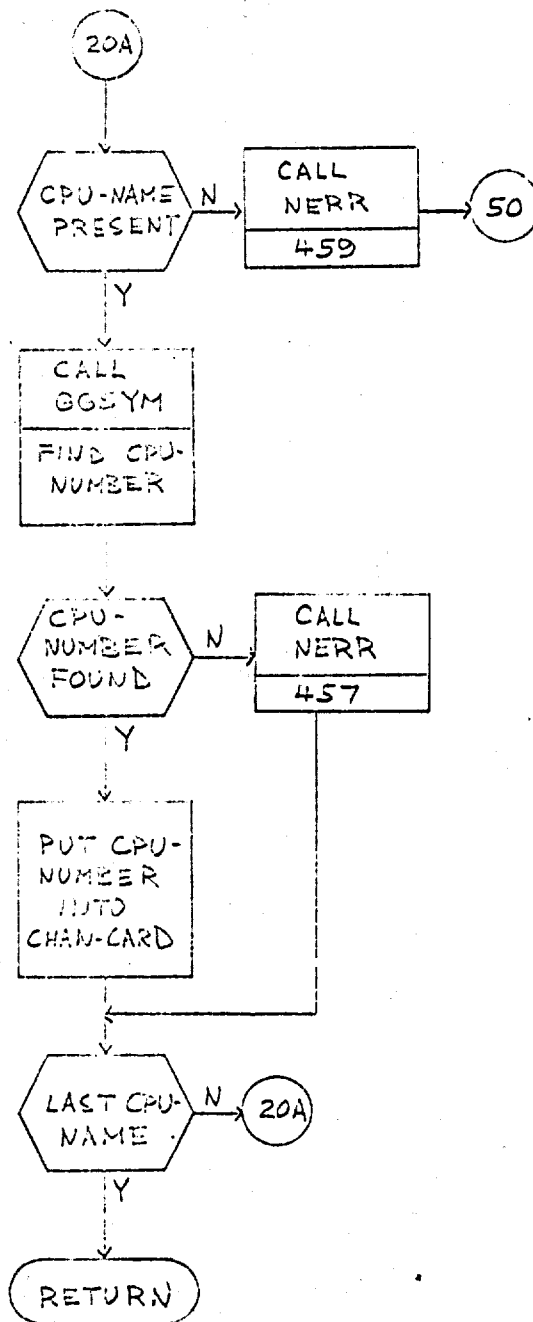 20A
CPU-NAME
PRESENT
N
CALL
NERR
459
50
Y
CALL
GGSYM
FIND CPU-
NUMBER
CPU-
NUMBER
FOUND
N
CALL
NERR
457
Y
PUT CPU-
NUMBER
INTO
CHAN-CARD
LAST CPU-
NAME
N
20A
Y
RETURN